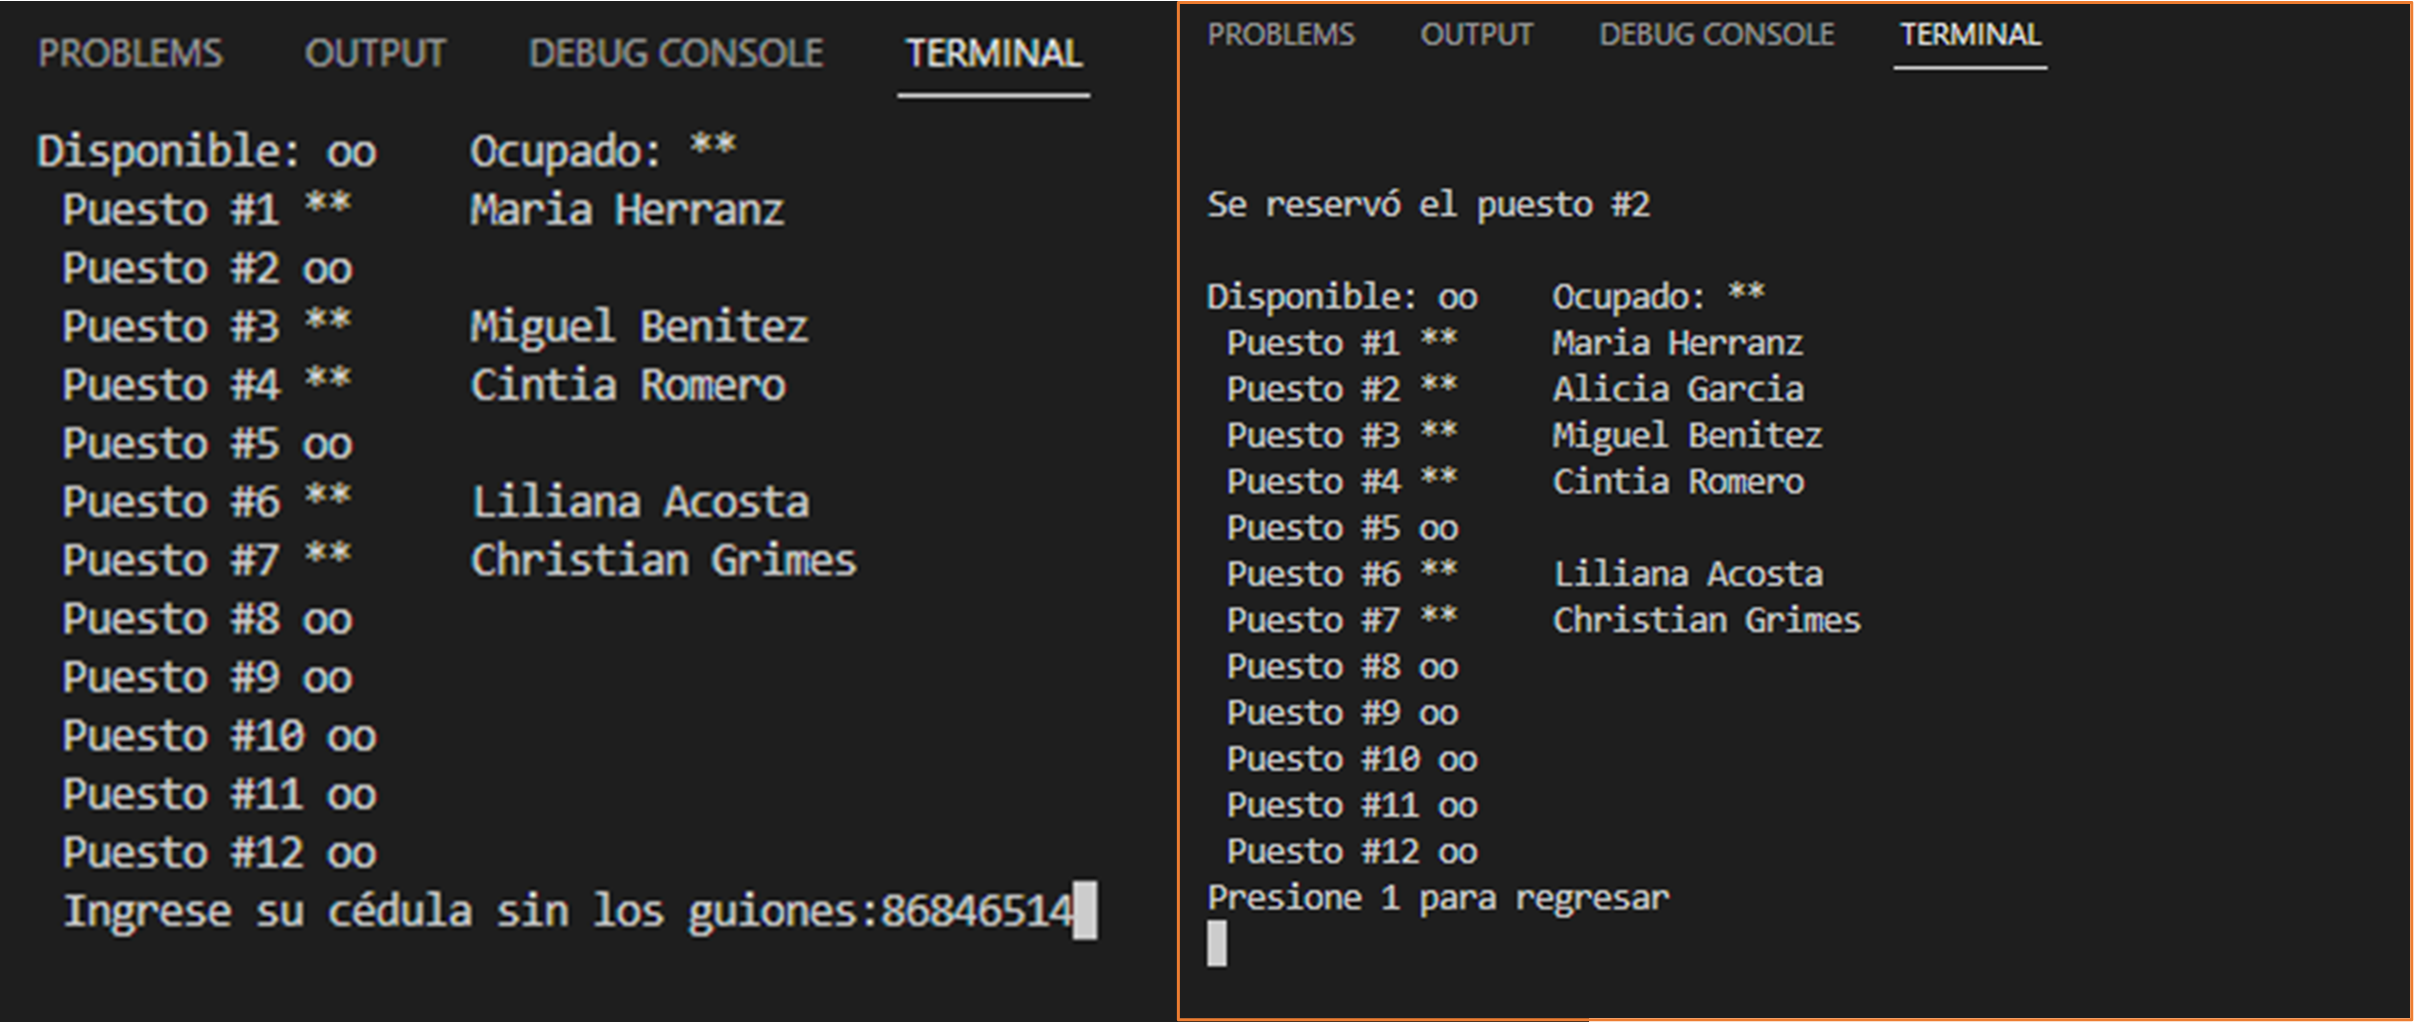 PROBLEMS OUTPUT DEBUG CONSOLE TERMINAL
Disponible: oo Ocupado: **
Puesto #1 ** Maria Herranz
Puesto #2 oo
Puesto #3 ** Miguel Benitez
Puesto #4 ** Cintia Romero
Puesto #5 oo
Puesto #6 ** Liliana Acosta
Puesto #7 ** Christian Grimes
Puesto #8 oo
Puesto #9 oo
Puesto #10 oo
Puesto #11 oo
Puesto #12 oo
Ingrese su cédula sin los guiones:86846514
PROBLEMS OUTPUT DEBUG CONSOLE TERMINAL
Se reservó el puesto #2
Disponible: oo Ocupado: **
Puesto #1 ** Maria Herranz
Puesto #2 ** Alicia Garcia
Puesto #3 ** Miguel Benitez
Puesto #4 ** Cintia Romero
Puesto #5 oo
Puesto #6 ** Liliana Acosta
Puesto #7 ** Christian Grimes
Puesto #8 oo
Puesto #9 oo
Puesto #10 oo
Puesto #11 oo
Puesto #12 oo
Presione 1 para regresar